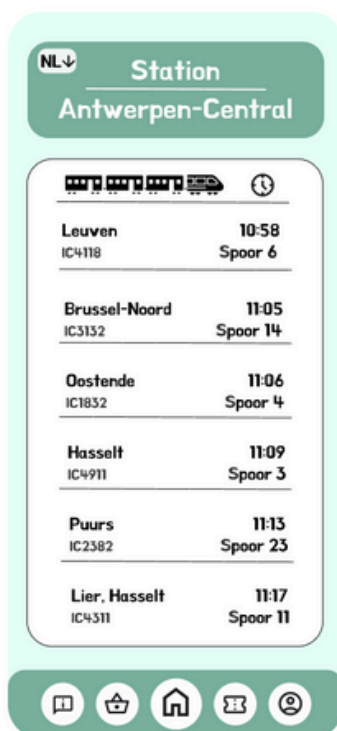 NL↓
Station
Antwerpen-Central
Leuven 10:58
IC4118 Spoor 6
Brussel-Noord 11:05
IC3132 Spoor 14
Oostende 11:06
IC1832 Spoor 4
Hasselt 11:09
IC4911 Spoor 3
Puurs 11:13
IC2382 Spoor 23
Lier, Hasselt 11:17
IC4311 Spoor 11